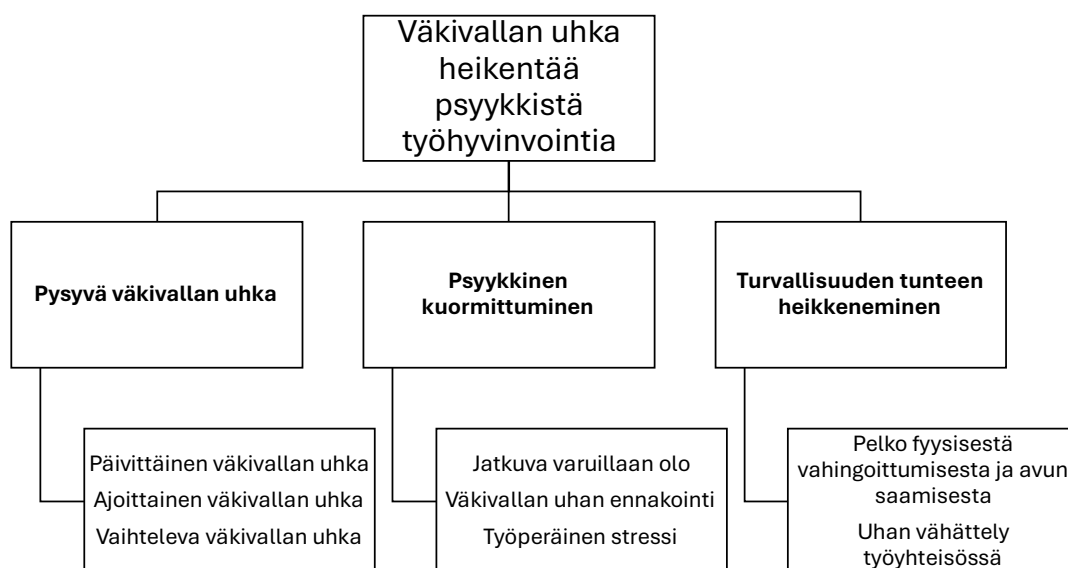 Väkivallan uhka
heikentää
psyykkistä
työhyvinvointia
Pysyvä väkivallan uhka
Psyykkinen
kuormittuminen
Turvallisuuden tunteen
heikkeneminen
Päivittäinen väkivallan uhka
Ajoittainen väkivallan uhka
Vaihteleva väkivallan uhka
Jatkuva varuillaan olo
Väkivallan uhan ennakointi
Työperäinen stressi
Pelko fyysisestä
vahingoittumisesta ja avun
saamisesta
Uhan vähättely
työyhteisössä